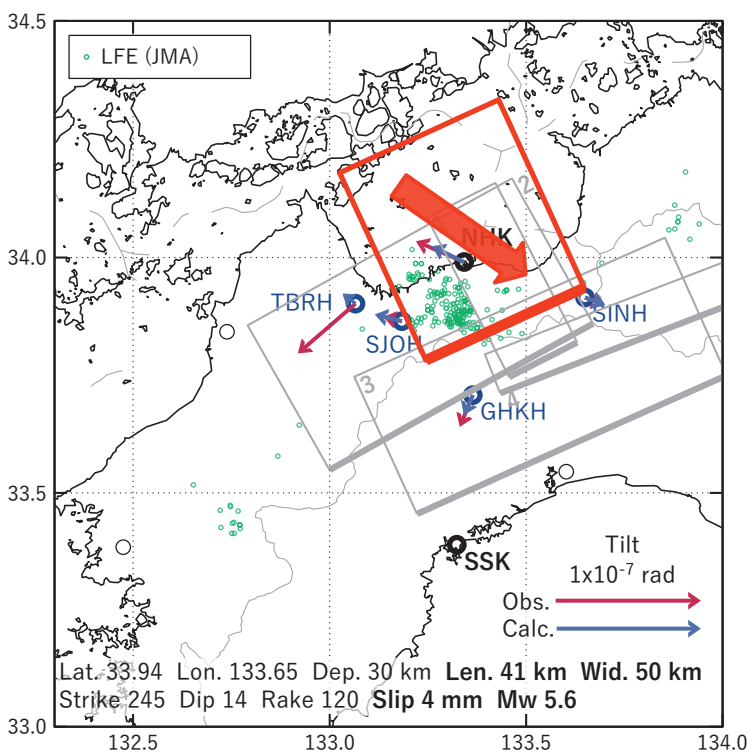 34.5
LFE (JMA)
2
1
NHK
34.0
TBRH
SINH
SJOH
3
4
GHKH
33.5
SSK
Tilt
1x10⁻⁷ rad
Obs.
Calc.
Lat. 33.94 Lon. 133.65 Dep. 30 km Len. 41 km Wid. 50 km
Strike 245 Dip 14 Rake 120 Slip 4 mm Mw 5.6
33.0
132.5 133.0 133.5 134.0